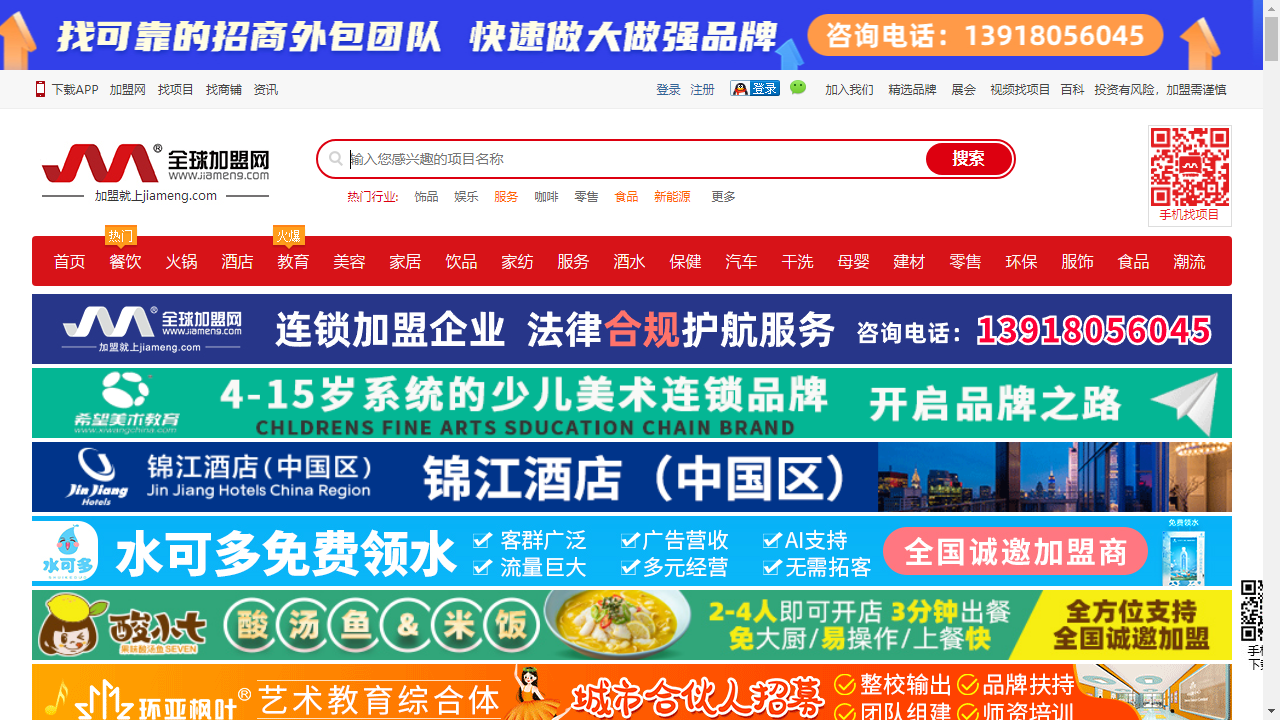 找可靠的招商外包团队 快速做大做强品牌 咨询电话：13918056045
下载APP 加盟网 找项目 找商铺 资讯 登录 注册 登录 加入我们 精选品牌 展会 视频找项目 百科 投资有风险，加盟需谨慎
全球加盟网
www.jiameng.com
加盟就上jiameng.com
输入您感兴趣的项目名称 搜索
热门行业: 饰品 娱乐 服务 咖啡 零售 食品 新能源 更多
手机找项目
热门 火爆
首页 餐饮 火锅 酒店 教育 美容 家居 饮品 家纺 服务 酒水 保健 汽车 干洗 母婴 建材 零售 环保 服饰 食品 潮流
全球加盟网
www.jiameng.com
加盟就上jiameng.com
连锁加盟企业 法律合规护航服务 咨询电话：13918056045
希望美术教育
www.xiwangchina.com
4-15岁系统的少儿美术连锁品牌 开启品牌之路
CHLDRENS FINE ARTS SDUCATION CHAIN BRAND
Jin Jiang
Hotels
锦江酒店(中国区)
Jin Jiang Hotels China Region
锦江酒店（中国区）
水可多
水可多免费领水
客群广泛 广告营收 AI支持
流量巨大 多元经营 无需拓客
全国诚邀加盟商
免费领水
酸小七
果味酸汤鱼SEVEN
酸汤鱼&米饭
2-4人即可开店 3分钟出餐
免大厨/易操作/上餐快
全方位支持
全国诚邀加盟
环亚枫叶® 艺术教育综合体
城市合伙人招募
整校输出 品牌扶持
团队组建 师资培训